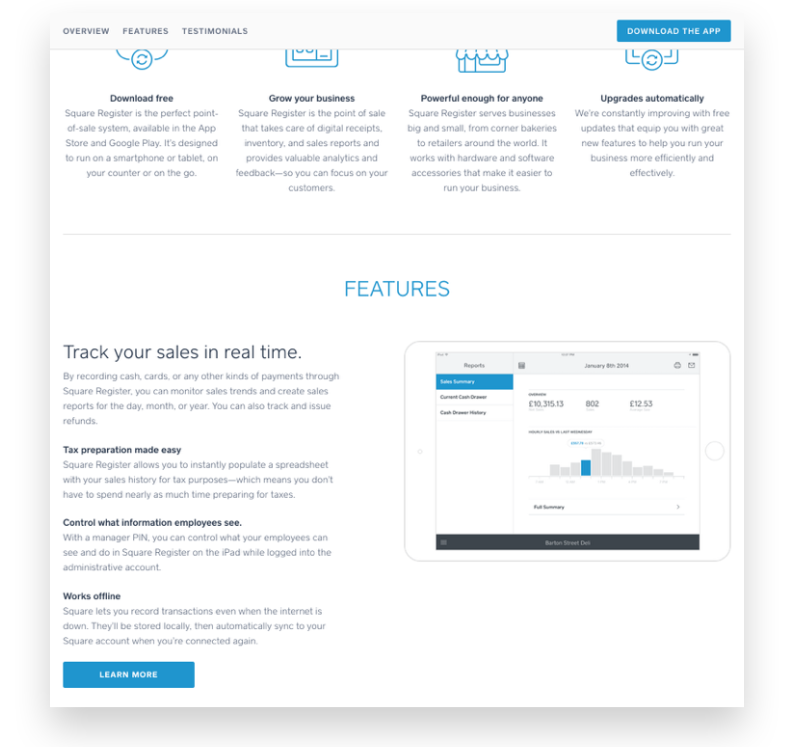 OVERVIEW FEATURES TESTIMONIALS
DOWNLOAD THE APP
Download free
Square Register is the perfect point-
of-sale system, available in the App
Store and Google Play. It's designed
to run on a smartphone or tablet, on
your counter or on the go.
Grow your business
Square Register is the point of sale
that takes care of digital receipts,
inventory, and sales reports and
provides valuable analytics and
feedback—so you can focus on your
customers.
Powerful enough for anyone
Square Register serves businesses
big and small, from corner bakeries
to retailers around the world. It
works with hardware and software
accessories that make it easier to
run your business.
Upgrades automatically
We're constantly improving with free
updates that equip you with great
new features to help you run your
business more efficiently and
effectively.
FEATURES
Track your sales in real time.
By recording cash, cards, or any other kinds of payments through
Square Register, you can monitor sales trends and create sales
reports for the day, month, or year. You can also track and issue
refunds.
Tax preparation made easy
Square Register allows you to instantly populate a spreadsheet
with your sales history for tax purposes—which means you don't
have to spend nearly as much time preparing for taxes.
Control what information employees see.
With a manager PIN, you can control what your employees can
see and do in Square Register on the iPad while logged into the
administrative account.
Works offline
Square lets you record transactions even when the internet is
down. They'll be stored locally, then automatically sync to your
Square account when you're connected again.
LEARN MORE
Reports
January 8th 2014
Sales Summary
Current Cash Drawer
Cash Drawer History
OVERVIEW
£10,315.13 802 £12.53
HOURLY SALES VS LAST WEDNESDAY
Full Summary
Barton Street Deli